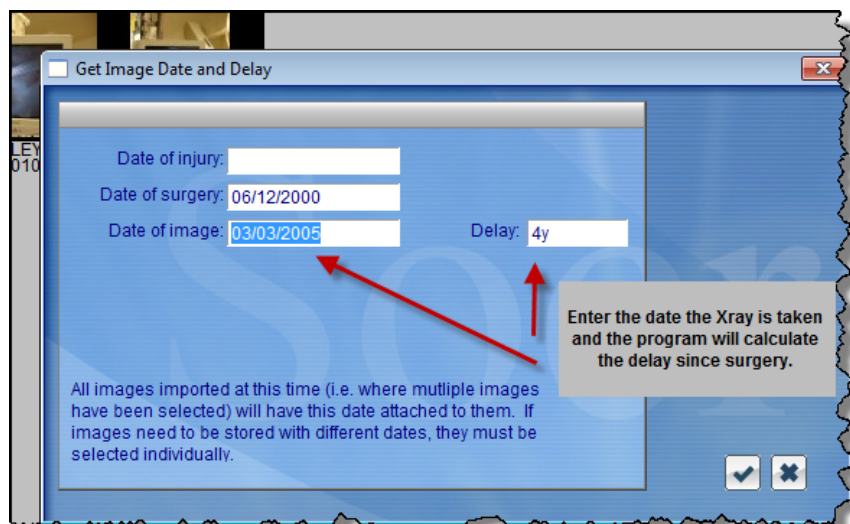 Get Image Date and Delay
LEY
010
Date of injury:
Date of surgery: 06/12/2000
Date of image: 03/03/2005 Delay: 4y
Enter the date the Xray is taken
and the program will calculate
the delay since surgery.
All images imported at this time (i.e. where mutliple images
have been selected) will have this date attached to them. If
images need to be stored with different dates, they must be
selected individually.